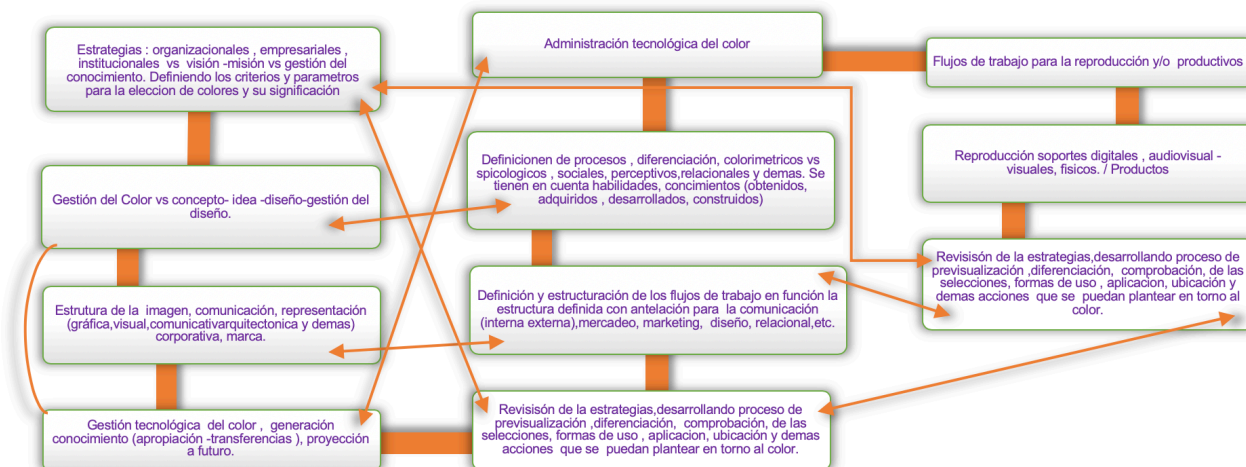 Estrategias : organizacionales , empresariales ,
institucionales vs visión -misión vs gestión del
conocimiento. Definiendo los criterios y parametros
para la eleccion de colores y su significación
Gestión del Color vs concepto- idea -diseño-gestión del
diseño.
Estrutura de la imagen, comunicación, representación
(gráfica,visual,comunicativarquitectonica y demas)
corporativa, marca.
Gestión tecnológica del color , generación
conocimiento (apropiación -transferencias ), proyección
a futuro.
Administración tecnológica del color
Definicionen de procesos , diferenciación, colorimetricos vs
spicologicos , sociales, perceptivos,relacionales y demas. Se
tienen en cuenta habilidades, concimientos (obtenidos,
adquiridos , desarrollados, construidos)
Definición y estructuración de los flujos de trabajo en función la
estructura definida con antelación para la comunicación
(interna externa),mercadeo, marketing, diseño, relacional,etc.
Revisisón de la estrategias,desarrollando proceso de
previsualización ,diferenciación, comprobación, de las
selecciones, formas de uso , aplicacion, ubicación y demas
acciones que se puedan plantear en torno al color.
Flujos de trabajo para la reproducción y/o productivos
Reproducción soportes digitales , audiovisual -
visuales, fisicos. / Productos
Revisisón de la estrategias,desarrollando proceso de
previsualización ,diferenciación, comprobación, de las
selecciones, formas de uso , aplicacion, ubicación y
demas acciones que se puedan plantear en torno al
color.